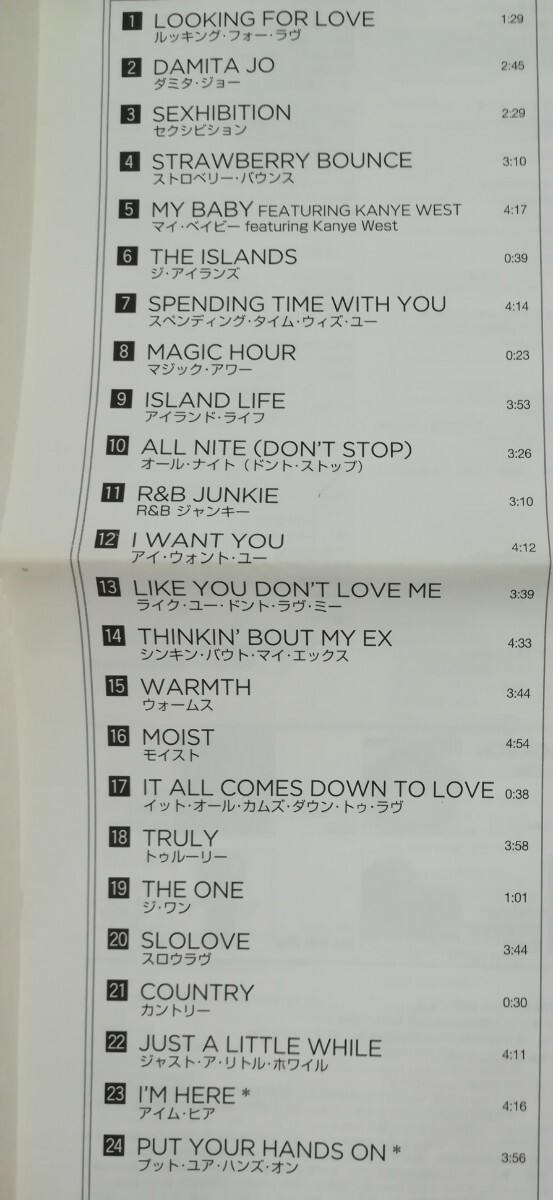 1 LOOKING FOR LOVE 1:29
ルッキング・フォー・ラヴ
2 DAMITA JO 2:45
ダミタ・ジョー
3 SEXHIBITION 2:29
セクシビション
4 STRAWBERRY BOUNCE 3:10
ストロベリー・バウンス
5 MY BABY FEATURING KANYE WEST 4:17
マイ・ベイビー featuring Kanye West
6 THE ISLANDS 0:39
ジ・アイランズ
7 SPENDING TIME WITH YOU 4:14
スペンディング・タイム・ウィズ・ユー
8 MAGIC HOUR 0:23
マジック・アワー
9 ISLAND LIFE 3:53
アイランド・ライフ
10 ALL NITE (DON'T STOP) 3:26
オール・ナイト（ドント・ストップ）
11 R&B JUNKIE 3:10
R&B ジャンキー
12 I WANT YOU 4:12
アイ・ウォント・ユー
13 LIKE YOU DON'T LOVE ME 3:39
ライク・ユー・ドント・ラヴ・ミー
14 THINKIN' BOUT MY EX 4:33
シンキン・バウト・マイ・エックス
15 WARMTH 3:44
ウォームス
16 MOIST 4:54
モイスト
17 IT ALL COMES DOWN TO LOVE 0:38
イット・オール・カムズ・ダウン・トゥ・ラヴ
18 TRULY 3:58
トゥルーリー
19 THE ONE 1:01
ジ・ワン
20 SLOLOVE 3:44
スロウラヴ
21 COUNTRY 0:30
カントリー
22 JUST A LITTLE WHILE 4:11
ジャスト・ア・リトル・ホワイル
23 I'M HERE * 4:16
アイム・ヒア
24 PUT YOUR HANDS ON * 3:56
プット・ユア・ハンズ・オン